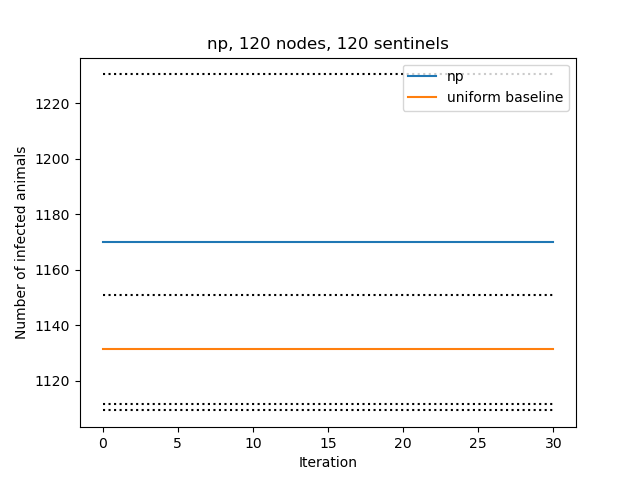 np, 120 nodes, 120 sentinels
np
uniform baseline
Number of infected animals
1220
1200
1180
1160
1140
1120
0 5 10 15 20 25 30
Iteration